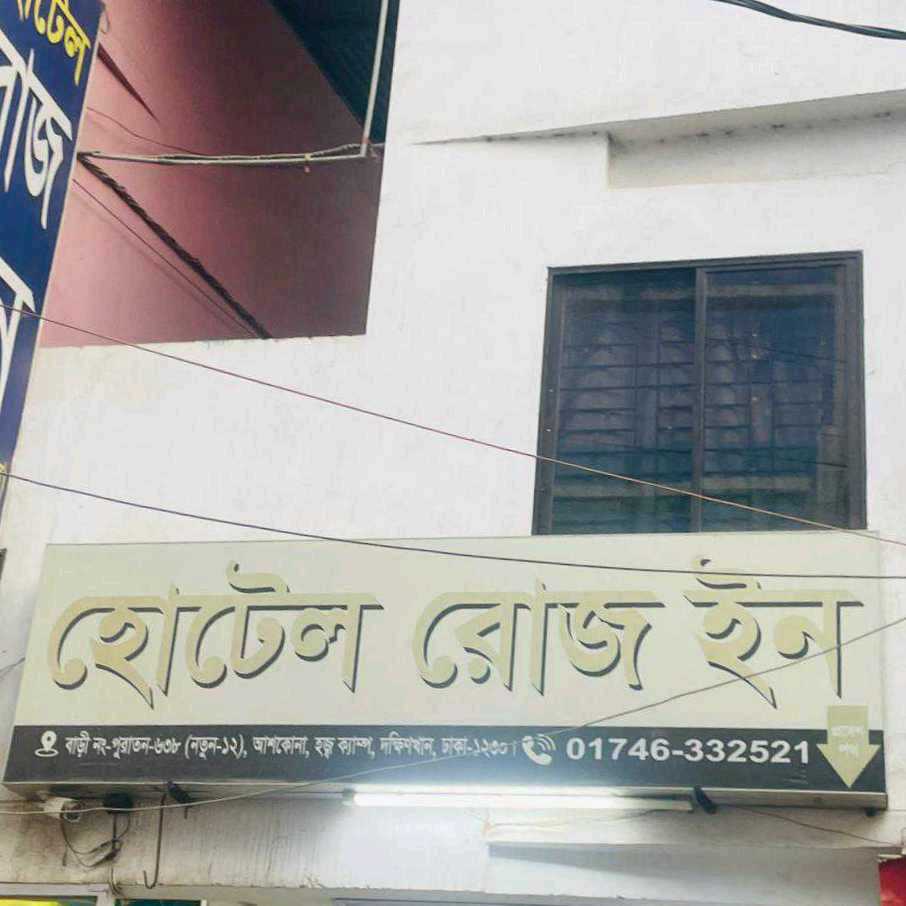 হোটেল
হোটেল রোজ ইন
বাড়ী নং-পুরাতন-৬৩৮ (নতুন-১২), আশকোনা, হজ্ব ক্যাম্প, দক্ষিণখান, ঢাকা-১২৩০। 01746-332521